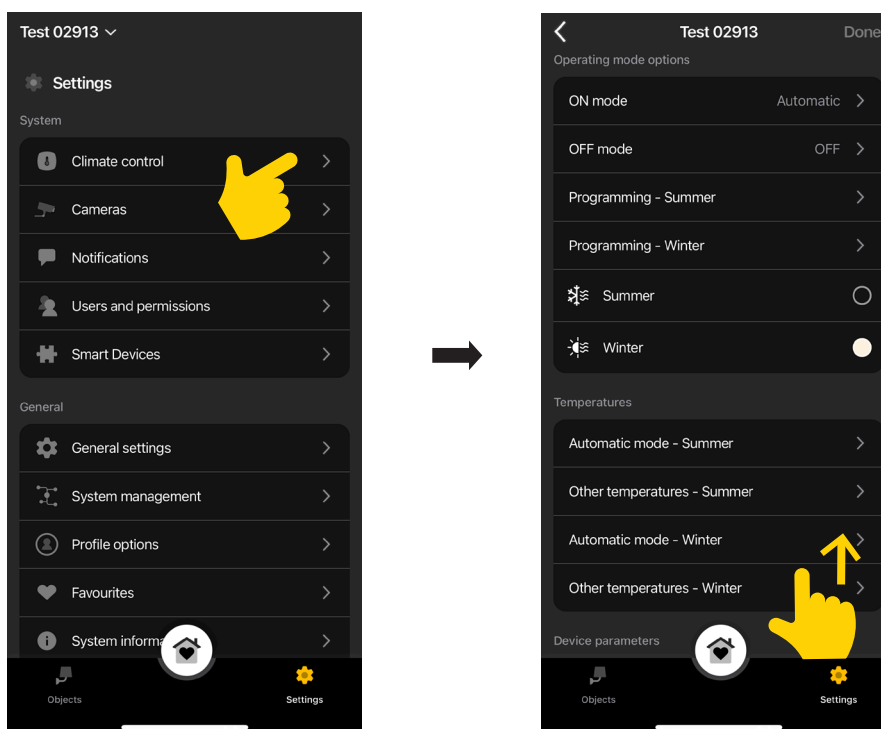 Test 02913
Settings
System
Climate control
Cameras
Notifications
Users and permissions
Smart Devices
General
General settings
System management
Profile options
Favourites
System informa
Objects
Settings
Test 02913
Done
Operating mode options
ON mode
Automatic
OFF mode
OFF
Programming - Summer
Programming - Winter
Summer
Winter
Temperatures
Automatic mode - Summer
Other temperatures - Summer
Automatic mode - Winter
Other temperatures - Winter
Device parameters
Objects
Settings